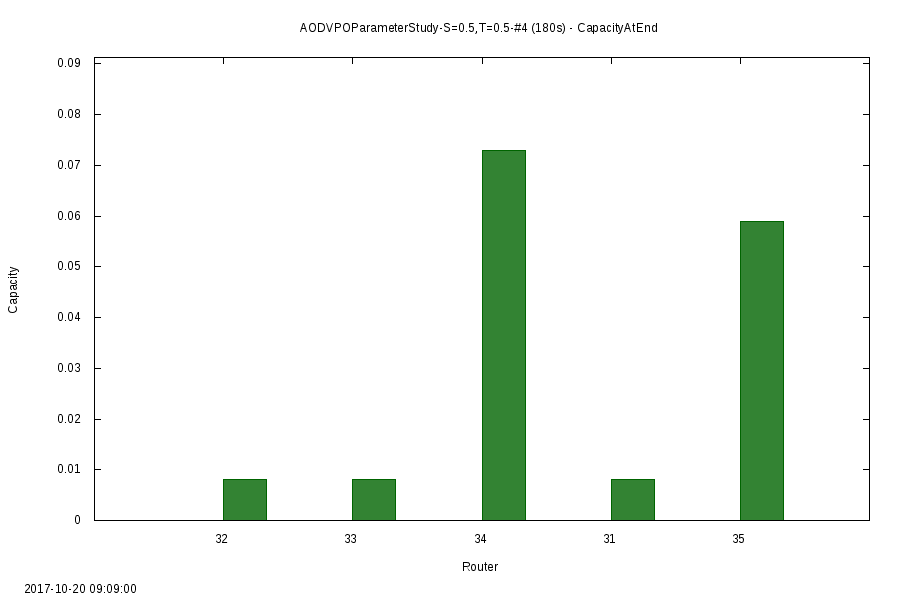 AODVPOParameterStudy-S=0.5,T=0.5-#4 (180s) - CapacityAtEnd
0.09
0.08
0.07
0.06
0.05
0.04
0.03
0.02
0.01
0
Capacity
32 33 34 31 35
Router
2017-10-20 09:09:00